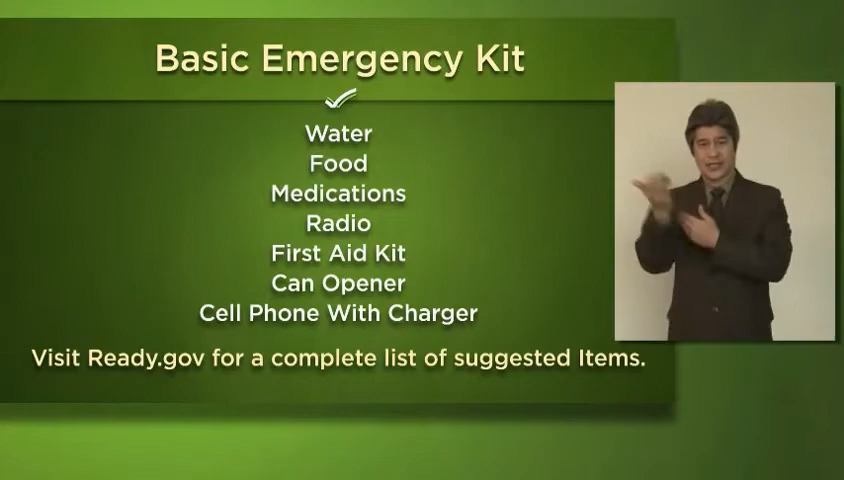 Basic Emergency Kit
Water
Food
Medications
Radio
First Aid Kit
Can Opener
Cell Phone With Charger
Visit Ready.gov for a complete list of suggested Items.